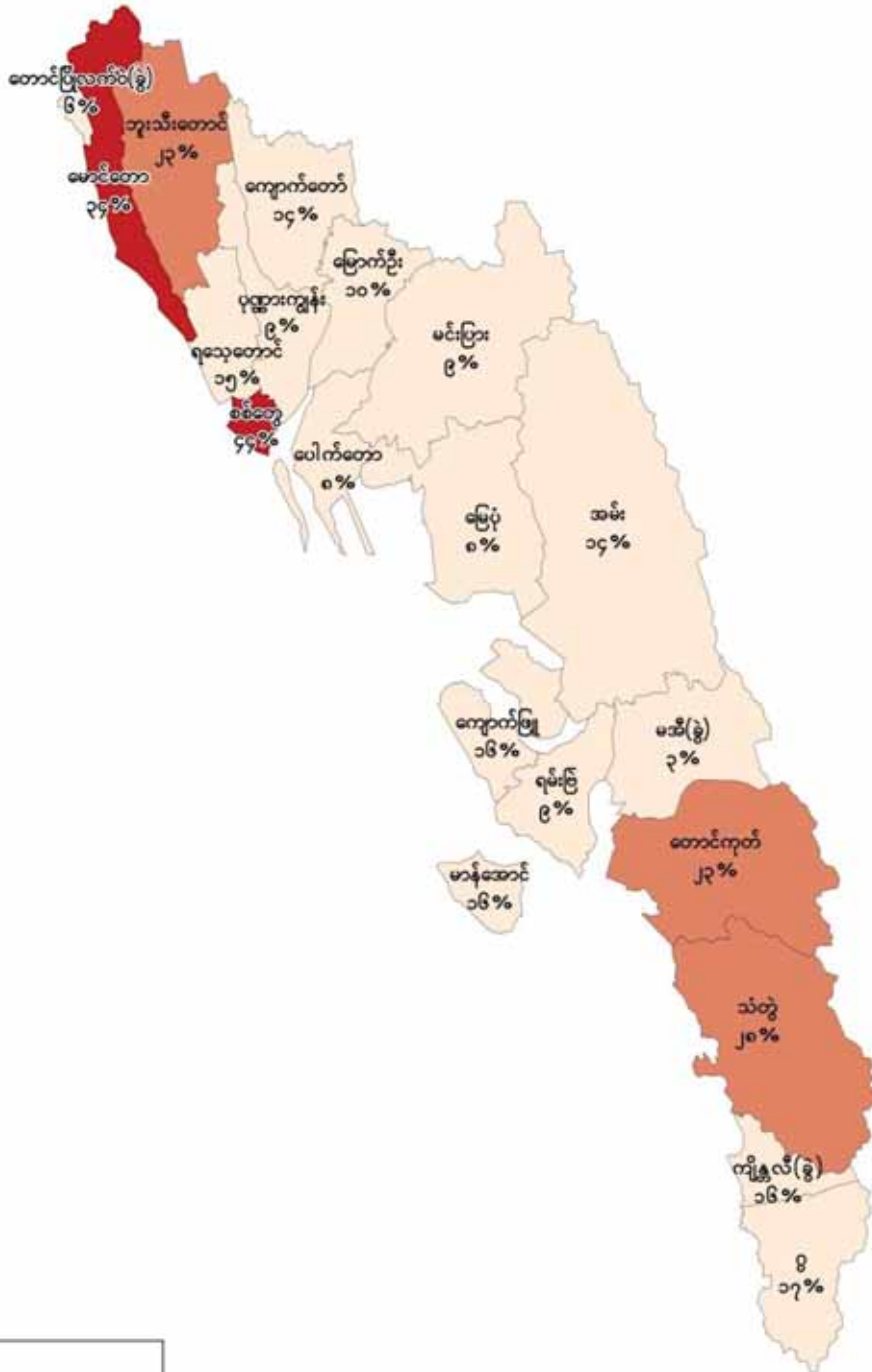 တောင်ပြိုလက်ဝဲ(ခွဲ)
၆%
ဘူးသီးတောင်
၂၃%
မောင်တော
၃၄%
ကျောက်တော်
၁၄%
မြောက်ဦး
၁၀%
ပုဏ္ဏားကျွန်း
၉%
မင်းပြား
၉%
ရသေ့တောင်
၁၅%
စစ်တွေ
၄၄%
ပေါက်တော
၈%
မြေပုံ
၈%
အမ်း
၁၄%
ကျောက်ဖြူ
၁၆%
မအီ(ခွဲ)
၃%
ရမ်းဗြဲ
၉%
တောင်ကုတ်
၂၃%
မာန်အောင်
၁၆%
သံတွဲ
၂၈%
ကျိန္တလီ(ခွဲ)
၁၆%
ဂွ
၁၇%